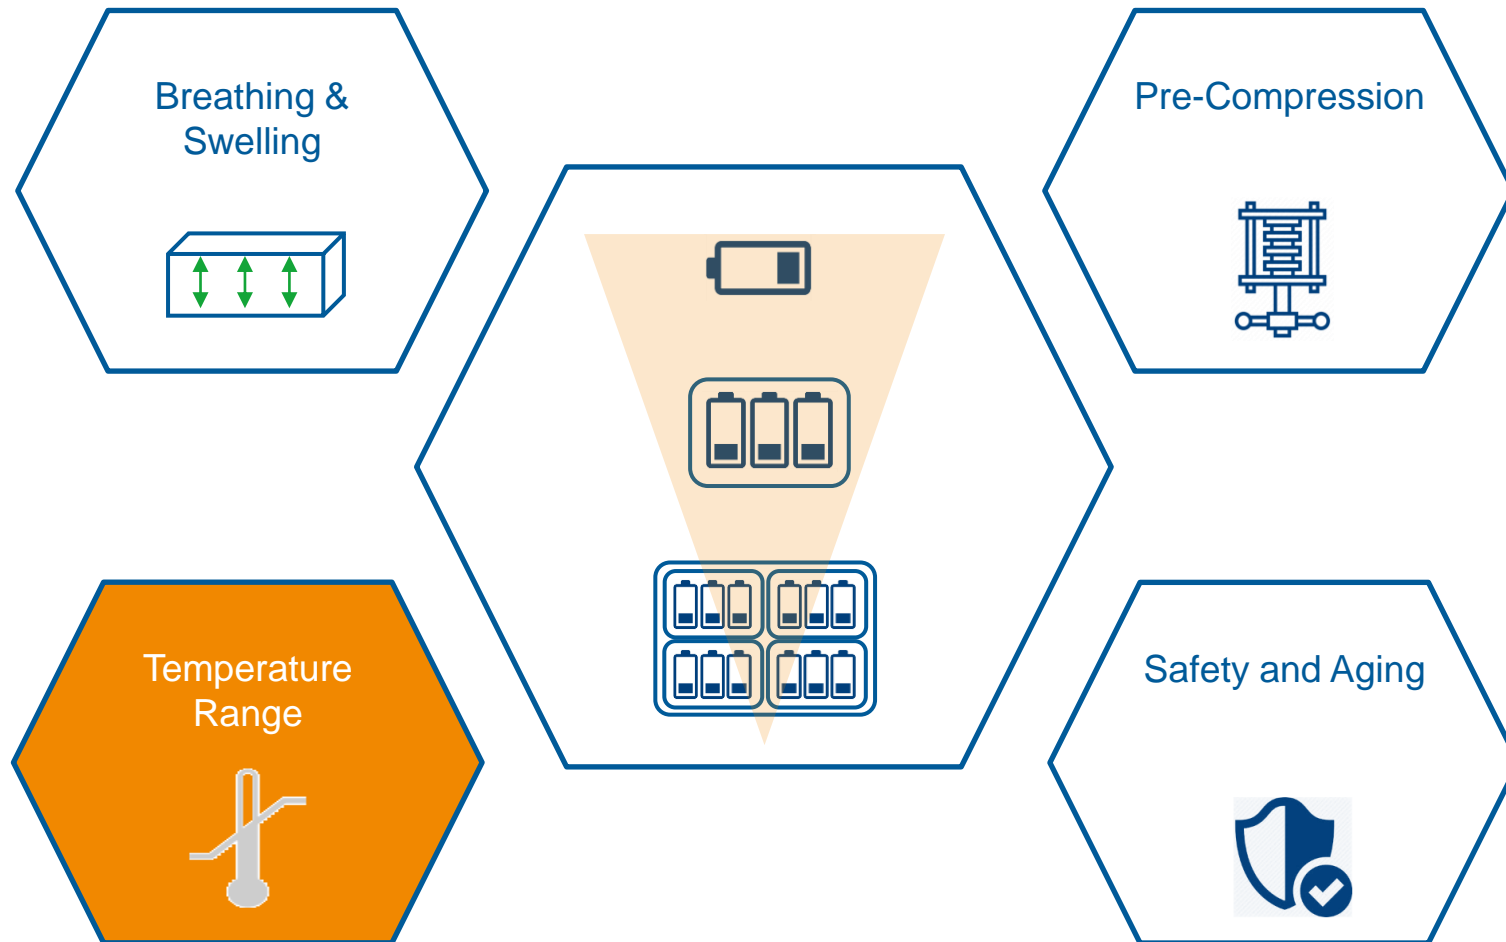 Breathing &
Swelling
Pre-Compression
Temperature
Range
Safety and Aging